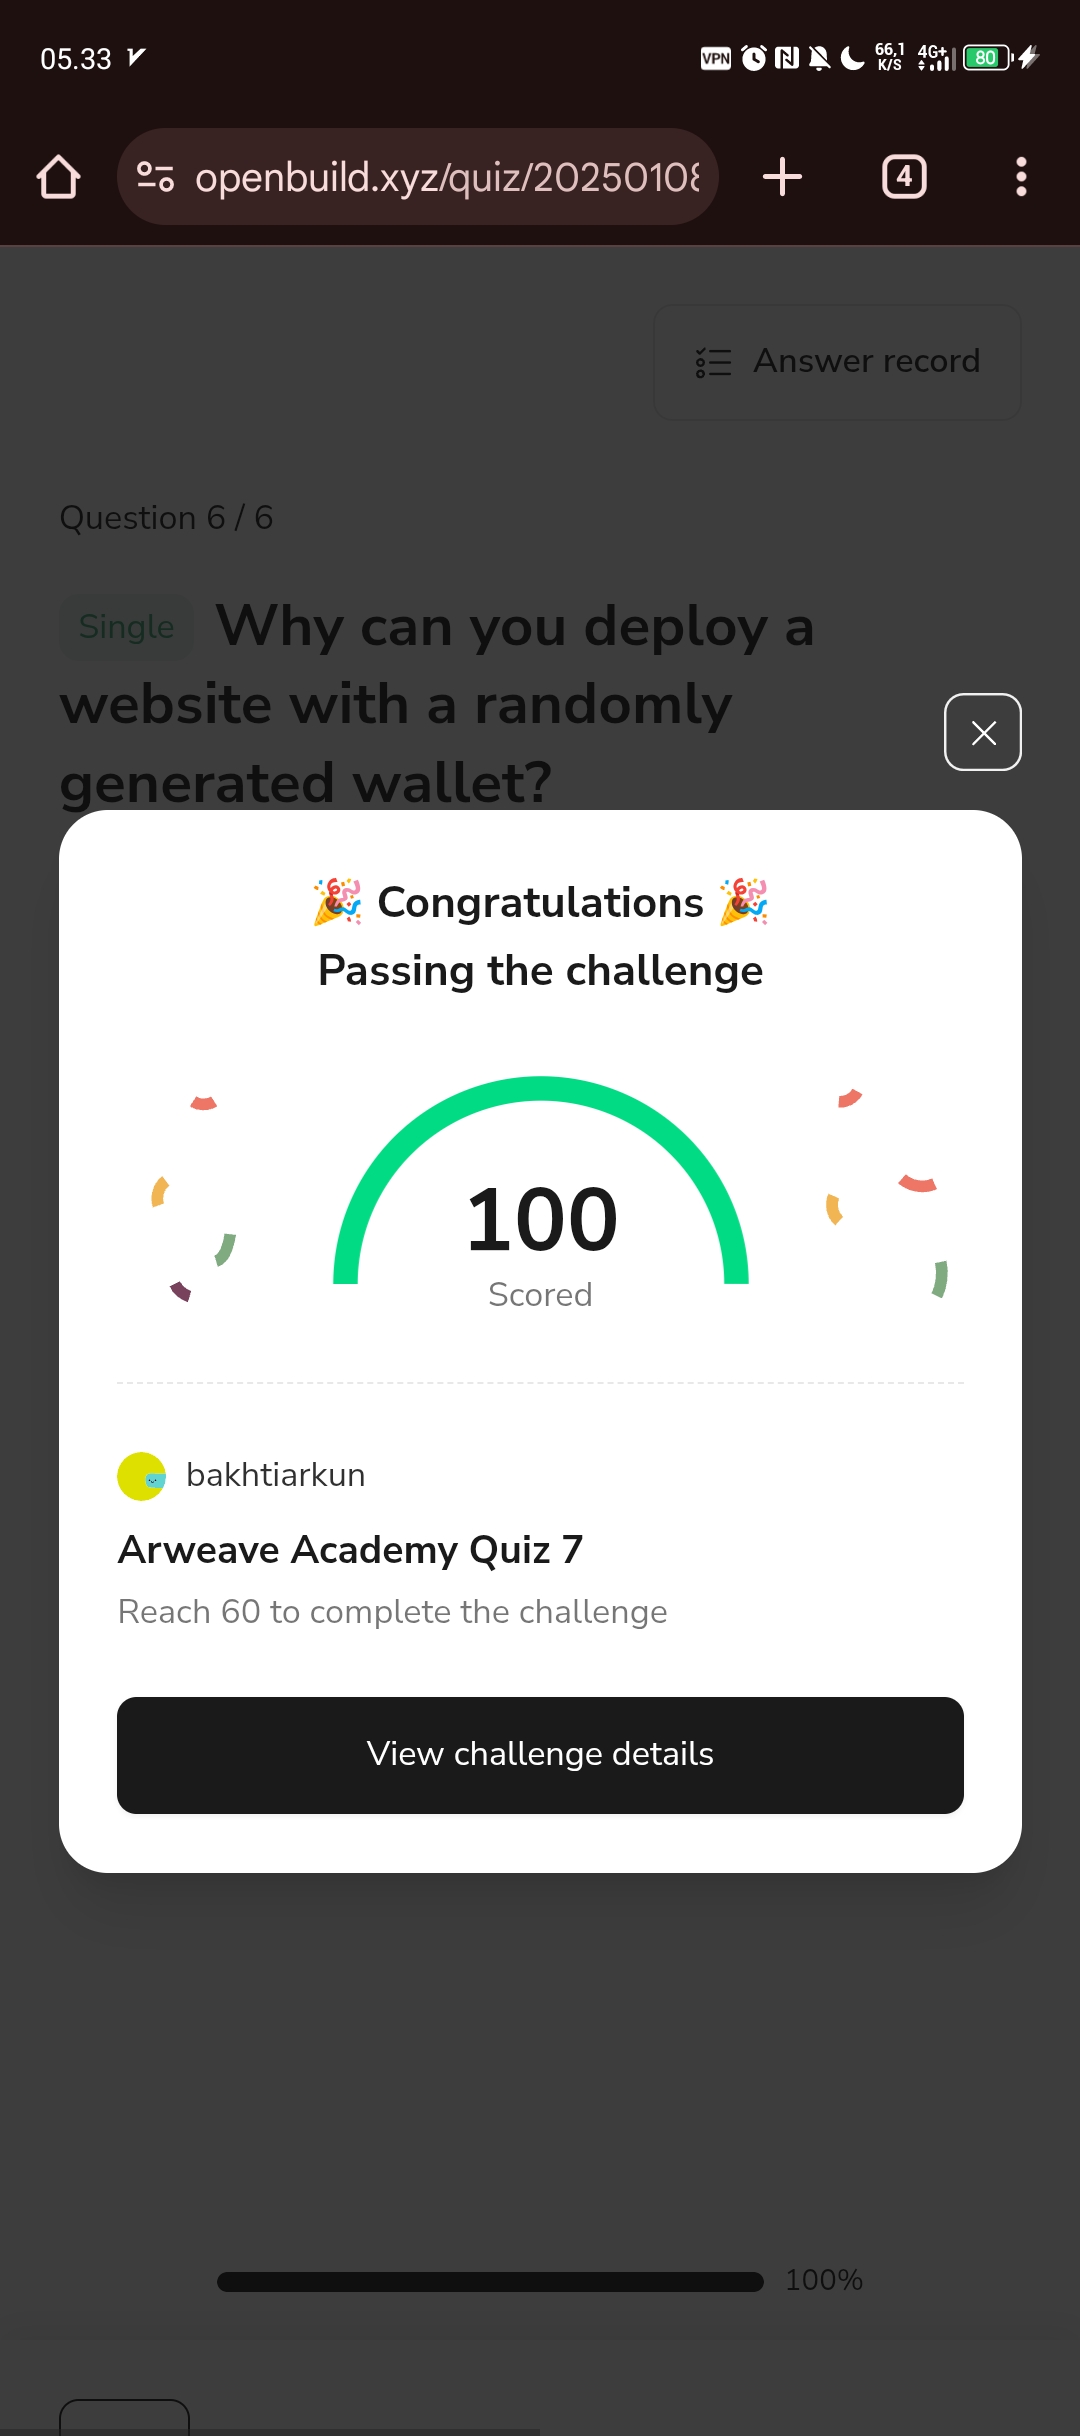 05.33
VPN
66,1
K/S
4G+
80
openbuild.xyz/quiz/20250108
4
Answer record
Question 6 / 6
Single Why can you deploy a
website with a randomly
generated wallet?
🎉 Congratulations 🎉
Passing the challenge
100
Scored
bakhtiarkun
Arweave Academy Quiz 7
Reach 60 to complete the challenge
View challenge details
100%